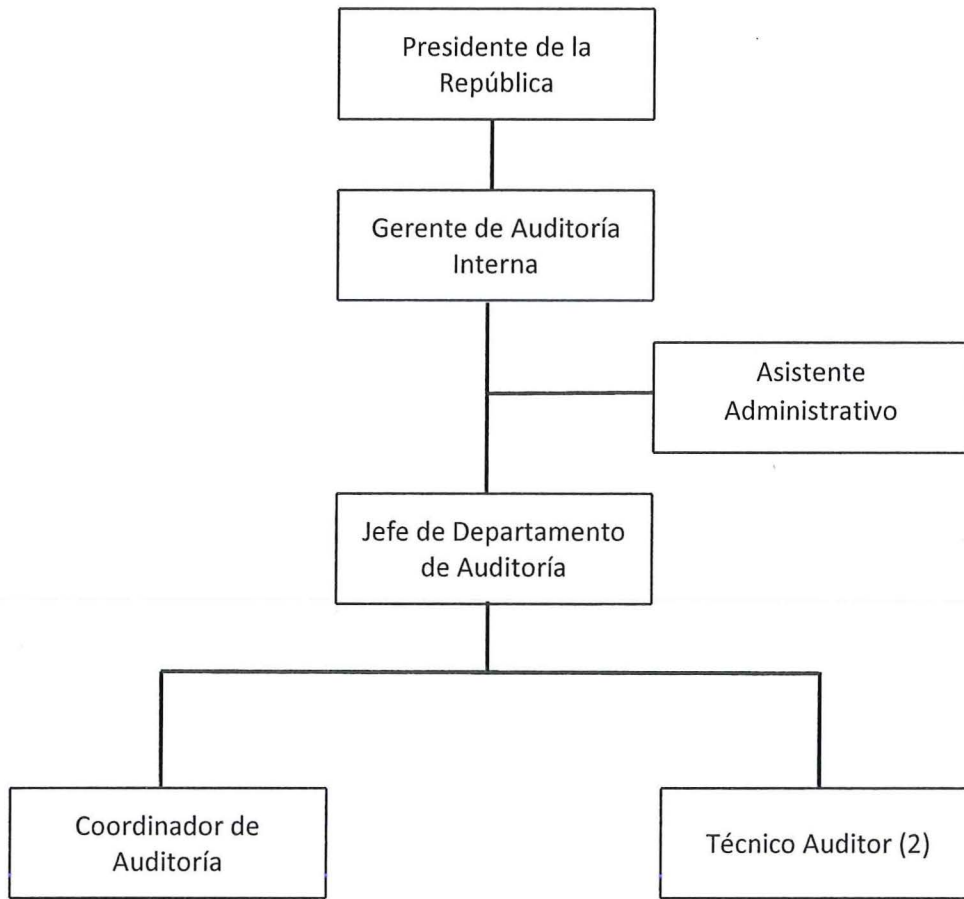 Presidente de la
República
Gerente de Auditoría
Interna
Asistente
Administrativo
Jefe de Departamento
de Auditoría
Coordinador de
Auditoría
Técnico Auditor (2)